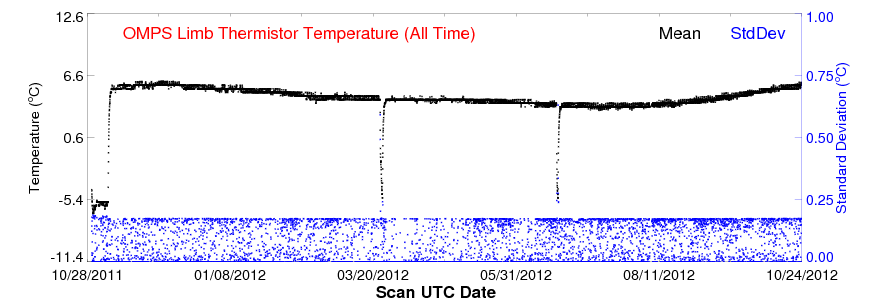 OMPS Limb Thermistor Temperature (All Time)
Mean
StdDev
12.6
6.6
0.6
-5.4
-11.4
Temperature (°C)
1.00
0.75
0.50
0.25
0.00
Standard Deviation (°C)
10/28/2011
01/08/2012
03/20/2012
05/31/2012
08/11/2012
10/24/2012
Scan UTC Date